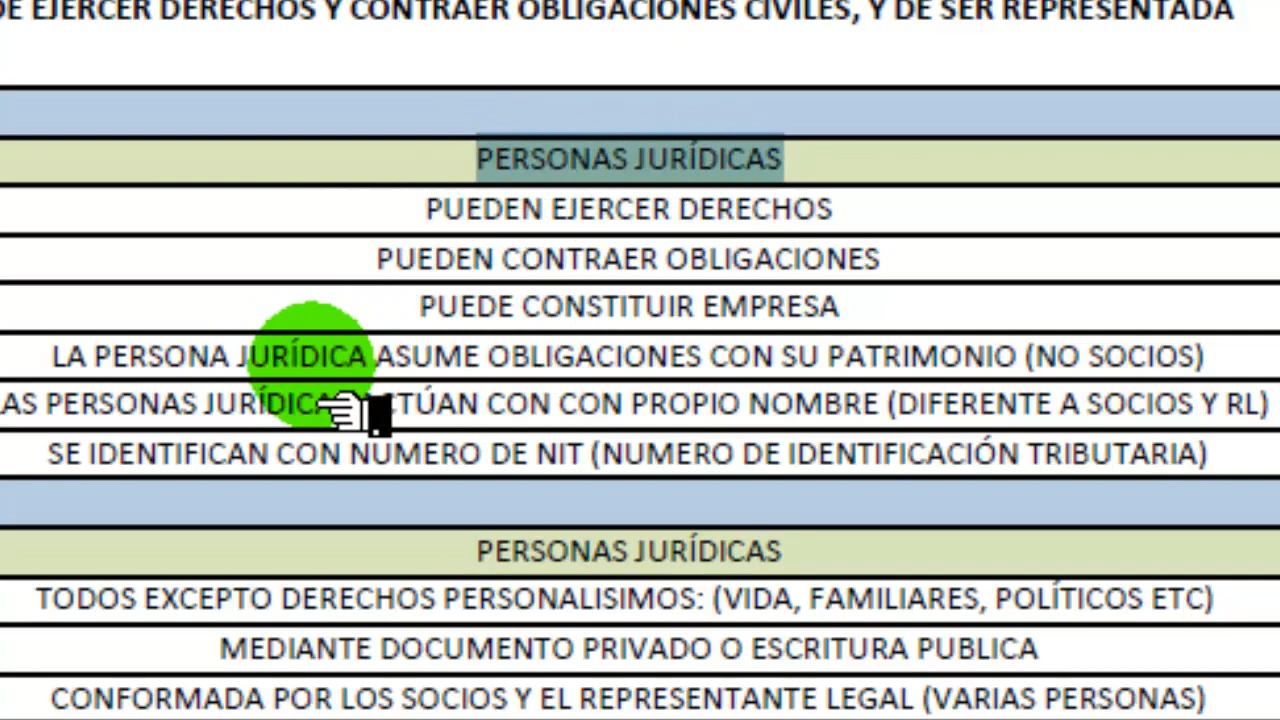 DE EJERCER DERECHOS Y CONTRAER OBLIGACIONES CIVILES, Y DE SER REPRESENTADA
PERSONAS JURÍDICAS
PUEDEN EJERCER DERECHOS
PUEDEN CONTRAER OBLIGACIONES
PUEDE CONSTITUIR EMPRESA
LA PERSONA JURÍDICA ASUME OBLIGACIONES CON SU PATRIMONIO (NO SOCIOS)
AS PERSONAS JURÍDICAS ACTÚAN CON CON PROPIO NOMBRE (DIFERENTE A SOCIOS Y RL)
SE IDENTIFICAN CON NUMERO DE NIT (NUMERO DE IDENTIFICACIÓN TRIBUTARIA)
PERSONAS JURÍDICAS
TODOS EXCEPTO DERECHOS PERSONALISIMOS: (VIDA, FAMILIARES, POLÍTICOS ETC)
MEDIANTE DOCUMENTO PRIVADO O ESCRITURA PUBLICA
CONFORMADA POR LOS SOCIOS Y EL REPRESENTANTE LEGAL (VARIAS PERSONAS)